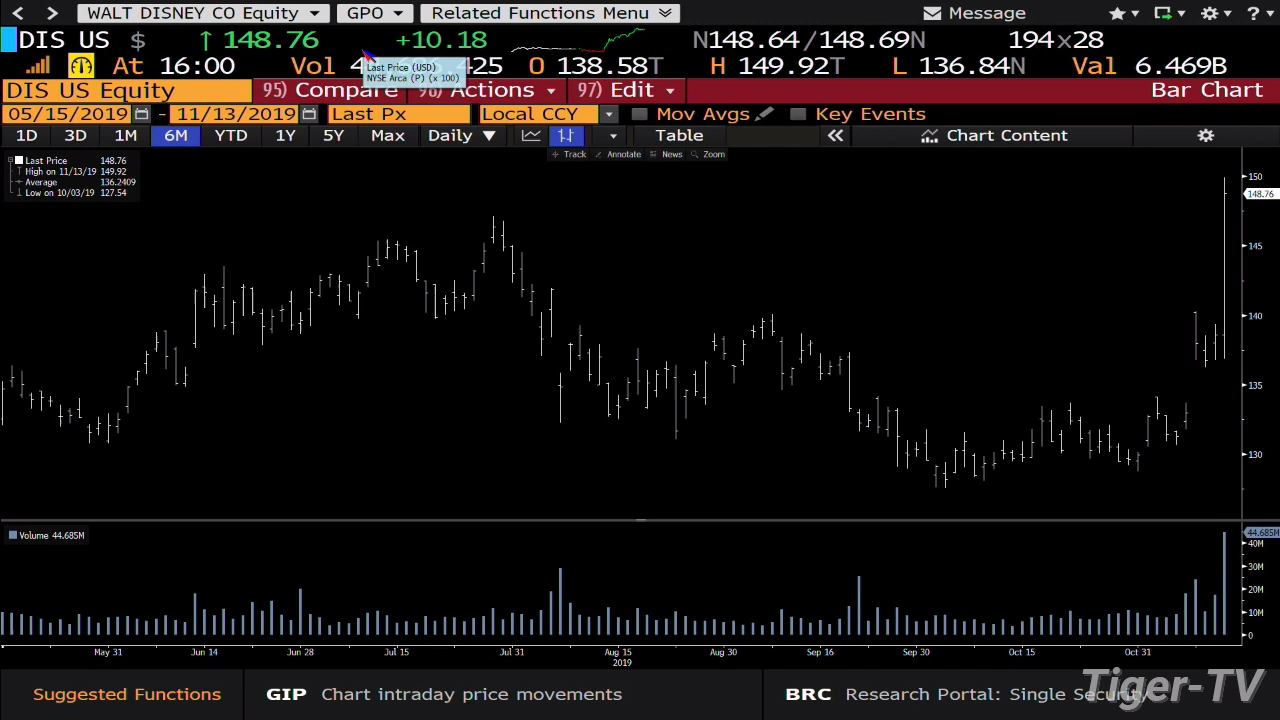 WALT DISNEY CO Equity GPO Related Functions Menu Message ?
DIS US $ ↑ 148.76 +10.18 N148.64/148.69N 194x28
At 16:00 Vol 425 O 138.58T H 149.92T L 136.84N Val 6.469B
Last Price (USD)
NYSE Arca (P) (x 100)
DIS US Equity 95) Compare Actions 97) Edit Bar Chart
05/15/2019 - 11/13/2019 Last Px Local CCY Mov Avgs Key Events
1D 3D 1M 6M YTD 1Y 5Y Max Daily ▼ Table « Chart Content
Track Annotate News Zoom
Last Price 148.76
High on 11/13/19 149.92
Average 136.2409
Low on 10/03/19 127.54
150
148.76
145
140
135
130
Volume 44.685M
44.685M
40M
30M
20M
10M
0
May 31 Jun 14 Jun 28 Jul 15 Jul 31 Aug 15 Aug 30 Sep 16 Sep 30 Oct 15 Oct 31
2019
Suggested Functions GIP Chart intraday price movements BRC Research Portal: Single Security
Tiger-TV